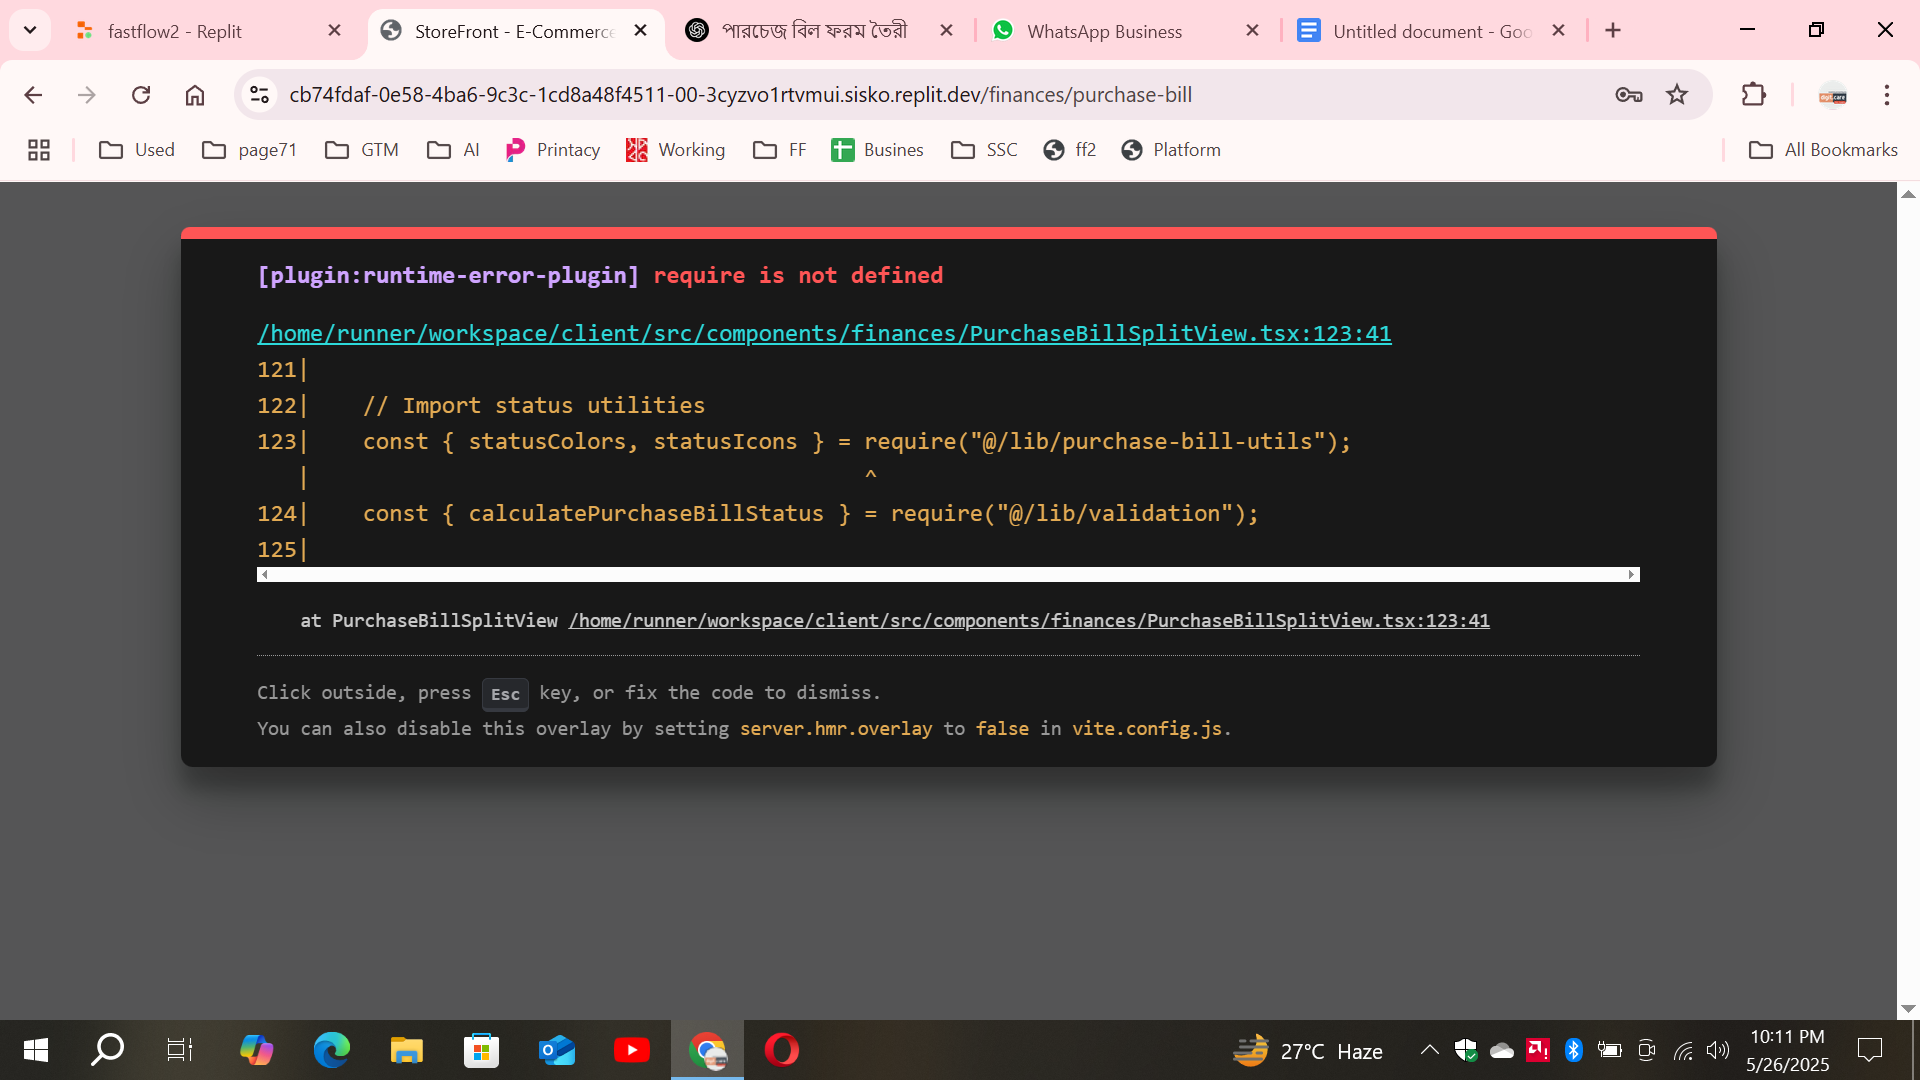 fastflow2 - Replit
StoreFront - E-Commerce
পারচেজ বিল ফরম তৈরী
WhatsApp Business
Untitled document - Goo
cb74fdaf-0e58-4ba6-9c3c-1cd8a48f4511-00-3cyzvo1rtvmui.sisko.replit.dev/finances/purchase-bill
Used
page71
GTM
AI
Printacy
Working
FF
Busines
SSC
ff2
Platform
All Bookmarks
[plugin:runtime-error-plugin] require is not defined
/home/runner/workspace/client/src/components/finances/PurchaseBillSplitView.tsx:123:41
121|
122|    // Import status utilities
123|    const { statusColors, statusIcons } = require("@/lib/purchase-bill-utils");
   |                                          ^
124|    const { calculatePurchaseBillStatus } = require("@/lib/validation");
125|
at PurchaseBillSplitView /home/runner/workspace/client/src/components/finances/PurchaseBillSplitView.tsx:123:41
Click outside, press Esc key, or fix the code to dismiss.
You can also disable this overlay by setting server.hmr.overlay to false in vite.config.js.
27°C Haze
10:11 PM
5/26/2025